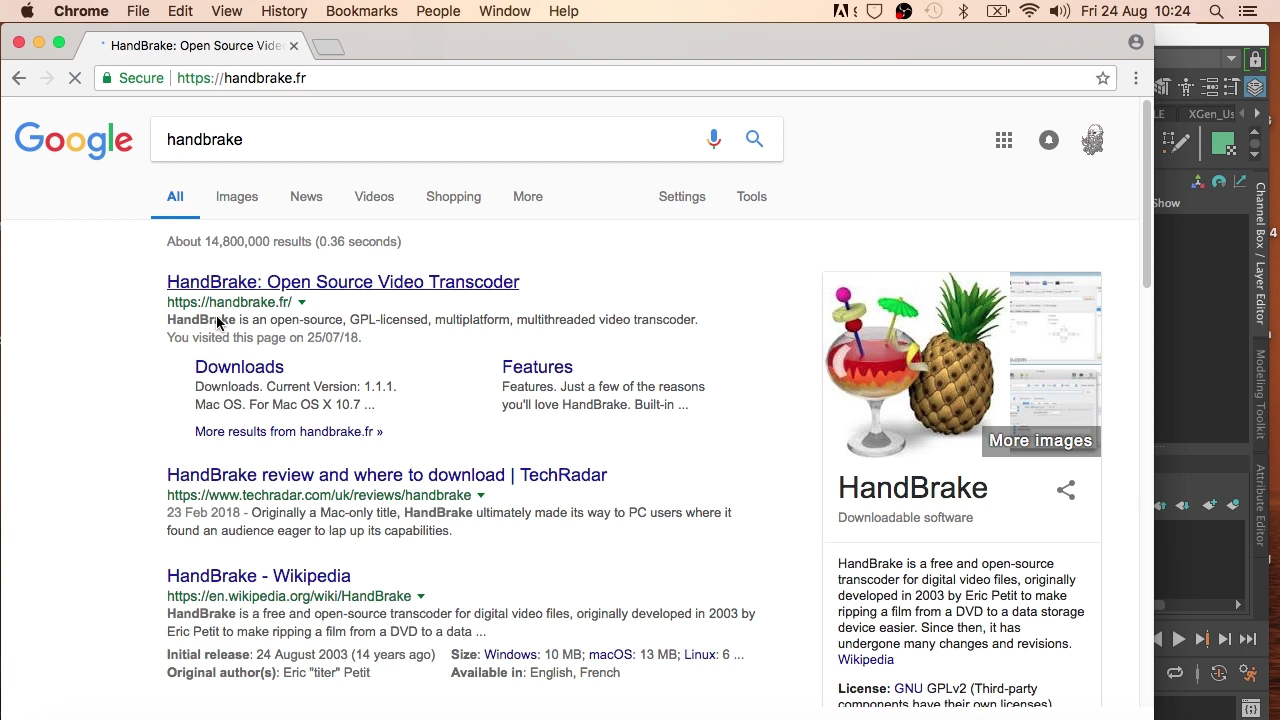 Chrome File Edit View History Bookmarks People Window Help Fri 24 Aug 10:24
HandBrake: Open Source Vide
Secure https://handbrake.fr
Google
handbrake
All Images News Videos Shopping More Settings Tools
About 14,800,000 results (0.36 seconds)
HandBrake: Open Source Video Transcoder
https://handbrake.fr/
HandBrake is an open-source, GPL-licensed, multiplatform, multithreaded video transcoder.
You visited this page on 25/07/18.
Downloads
Downloads. Current Version: 1.1.1.
Mac OS. For Mac OS X 10.7 ...
Features
Features. Just a few of the reasons
you'll love HandBrake. Built-in ...
More results from handbrake.fr »
HandBrake review and where to download | TechRadar
https://www.techradar.com/uk/reviews/handbrake
23 Feb 2018 - Originally a Mac-only title, HandBrake ultimately made its way to PC users where it
found an audience eager to lap up its capabilities.
HandBrake - Wikipedia
https://en.wikipedia.org/wiki/HandBrake
HandBrake is a free and open-source transcoder for digital video files, originally developed in 2003 by
Eric Petit to make ripping a film from a DVD to a data ...
Initial release: 24 August 2003 (14 years ago) Size: Windows: 10 MB; macOS: 13 MB; Linux: 6 ...
Original author(s): Eric "titer" Petit Available in: English, French
More images
HandBrake
Downloadable software
HandBrake is a free and open-source
transcoder for digital video files, originally
developed in 2003 by Eric Petit to make
ripping a film from a DVD to a data storage
device easier. Since then, it has
undergone many changes and revisions.
Wikipedia
License: GNU GPLv2 (Third-party
components have their own licenses)
LE XGen_Us
Show
Channel Box / Layer Editor
Modeling Toolkit
Attribute Editor